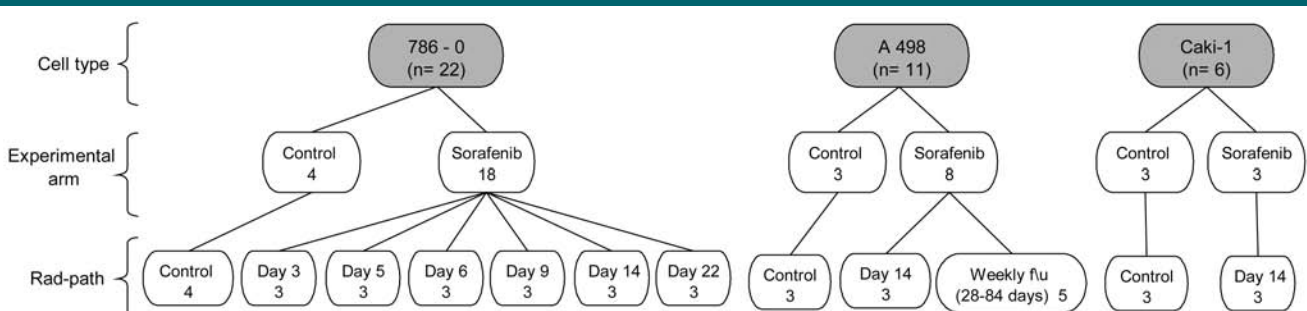 Cell type
786 - 0
(n= 22)
A 498
(n= 11)
Caki-1
(n= 6)
Experimental
arm
Control
4
Sorafenib
18
Control
3
Sorafenib
8
Control
3
Sorafenib
3
Rad-path
Control
4
Day 3
3
Day 5
3
Day 6
3
Day 9
3
Day 14
3
Day 22
3
Control
3
Day 14
3
Weekly f\u
(28-84 days) 5
Control
3
Day 14
3